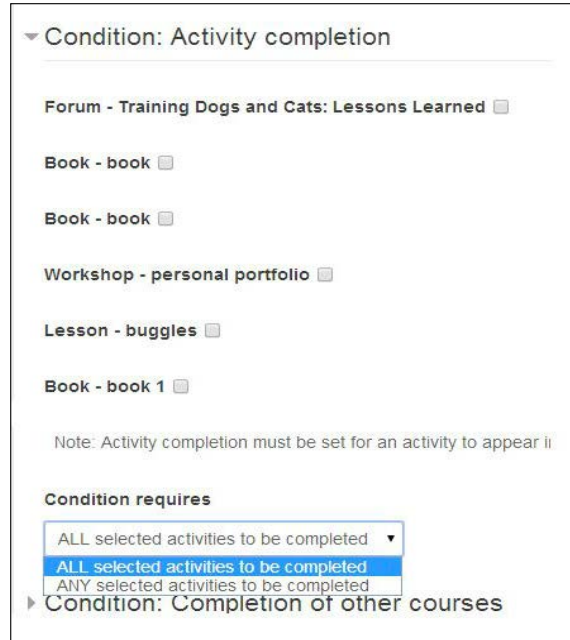 Condition: Activity completion
Forum - Training Dogs and Cats: Lessons Learned
Book - book
Book - book
Workshop - personal portfolio
Lesson - buggles
Book - book 1
Note: Activity completion must be set for an activity to appear
Condition requires
ALL selected activities to be completed
ALL selected activities to be completed
ANY selected activities to be completed
Condition: Completion of other courses